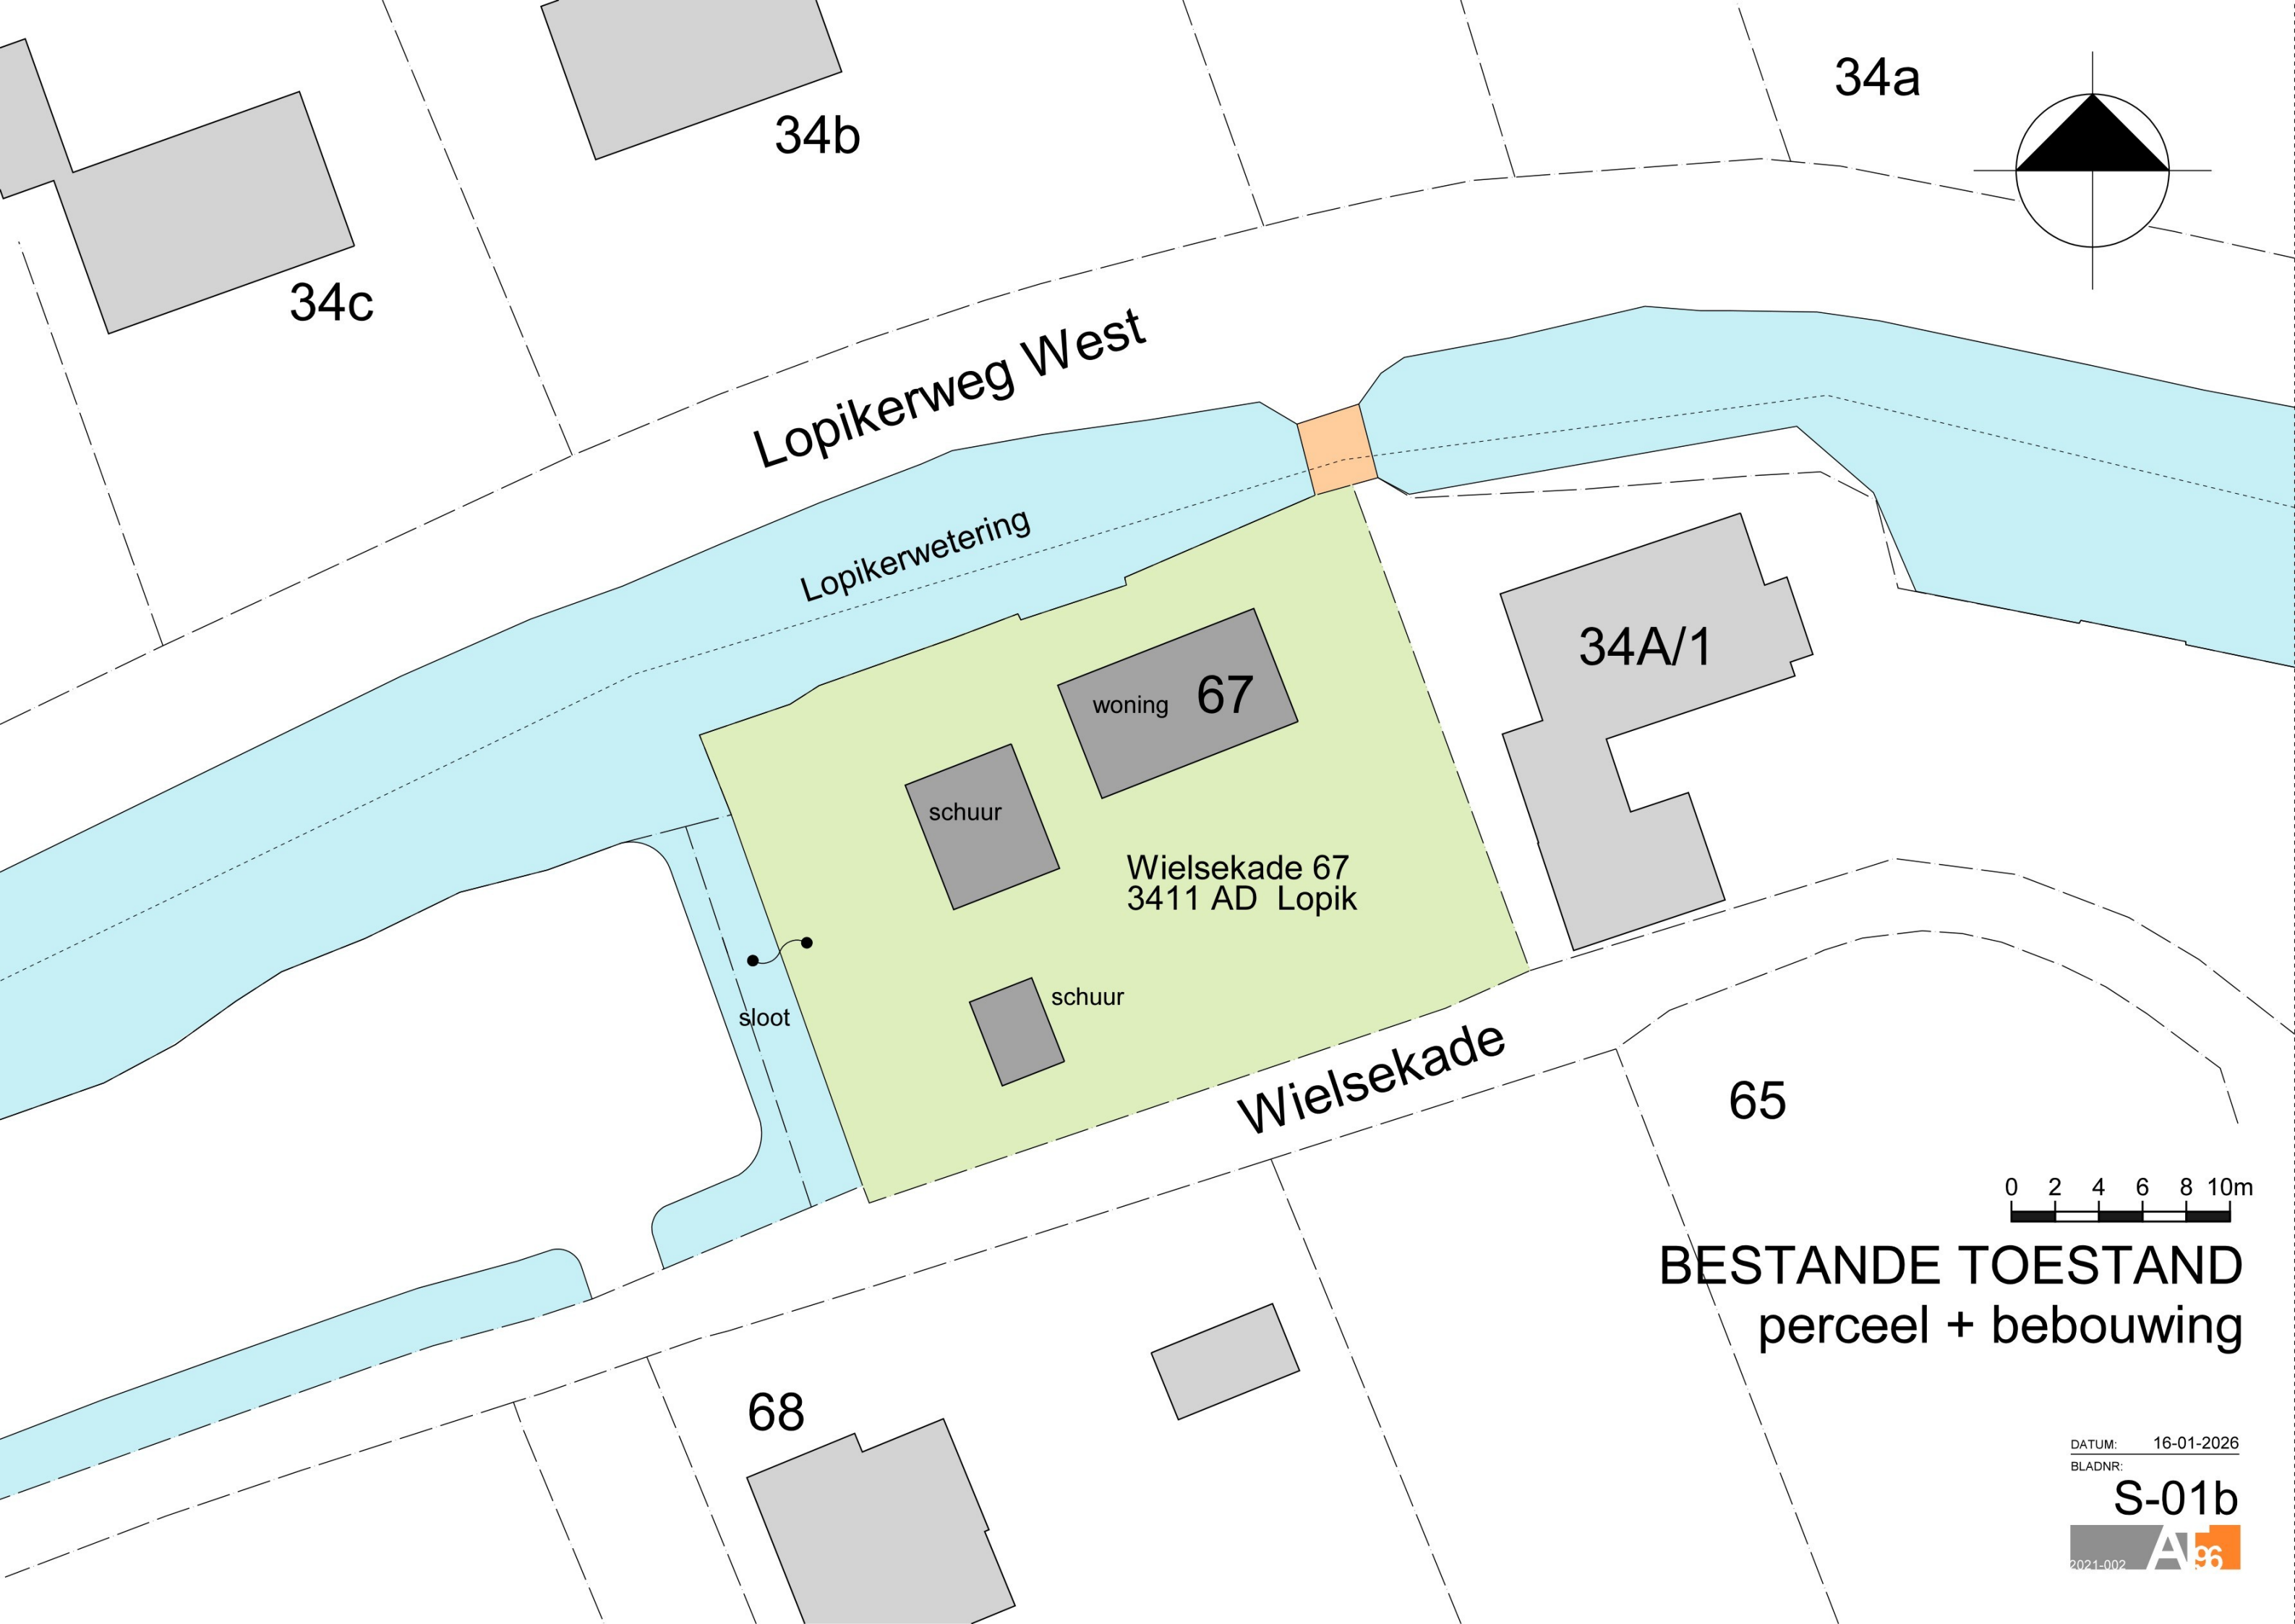 34a
34b
34c
Lopikerweg West
Lopikerwetering
34A/1
woning 67
schuur
Wielsekade 67
3411 AD Lopik
schuur
sloot
Wielsekade
65
0 2 4 6 8 10m
BESTANDE TOESTAND
perceel + bebouwing
68
DATUM: 16-01-2026
BLADNR:
S-01b
2021-002 AT96